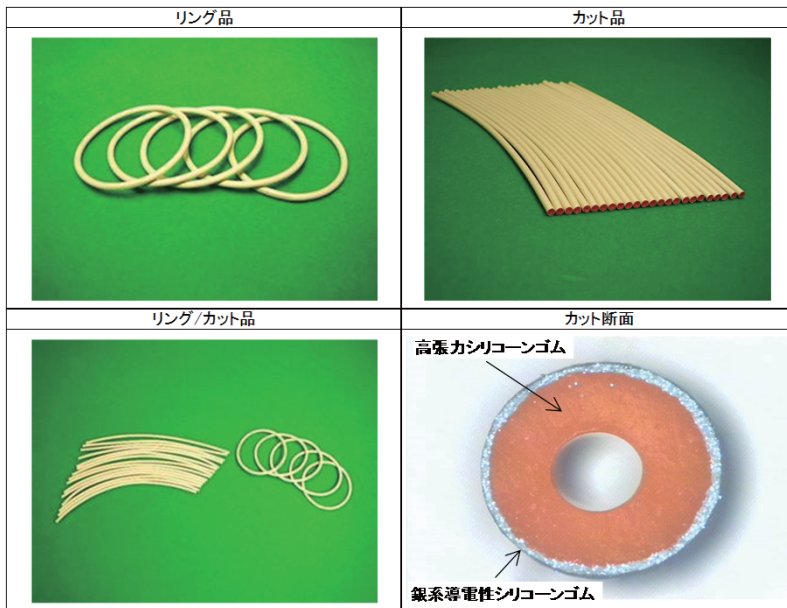 リング品
カット品
リング/カット品
カット断面
高張力シリコーンゴム
銀系導電性シリコーンゴム